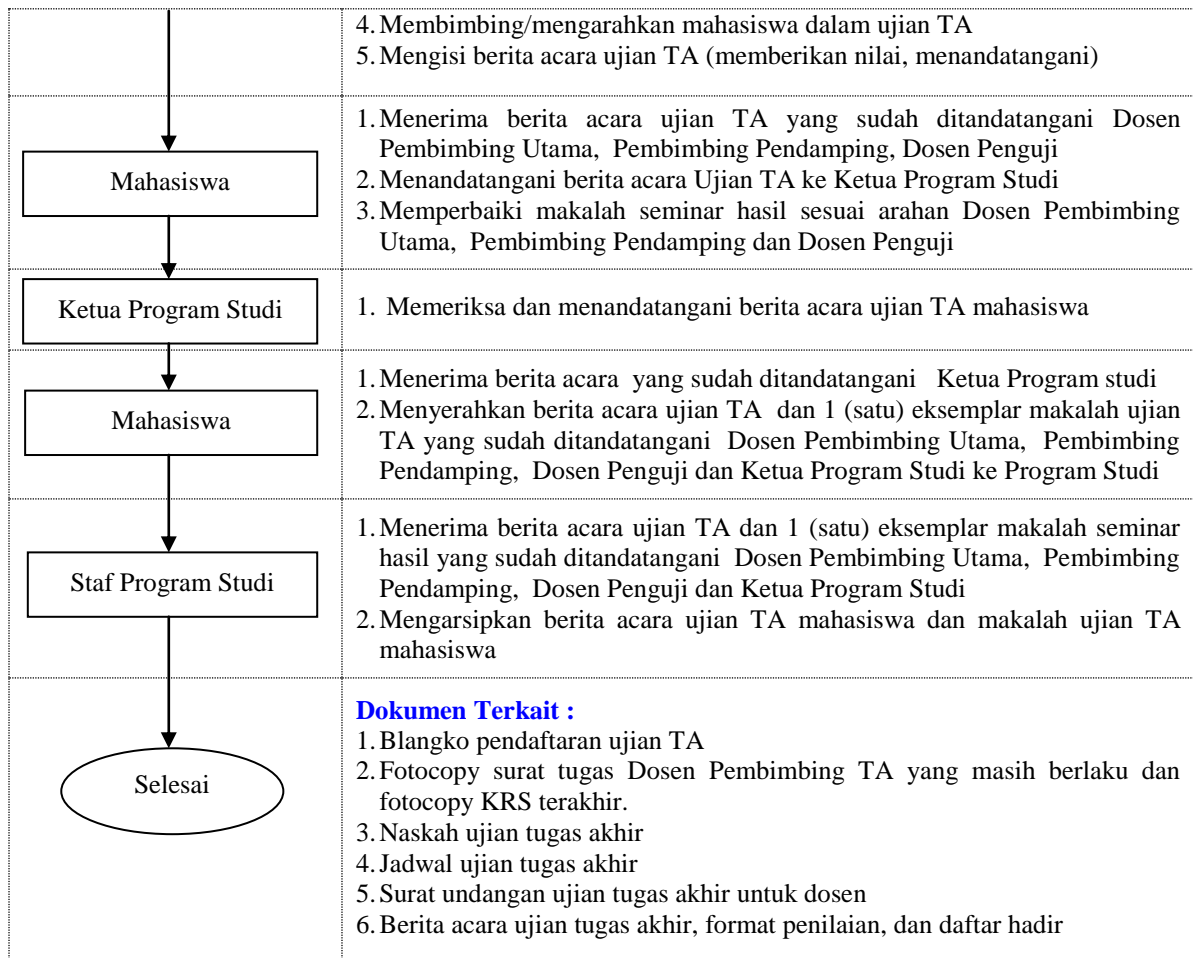 4. Membimbing/mengarahkan mahasiswa dalam ujian TA
5. Mengisi berita acara ujian TA (memberikan nilai, menandatangani)
Mahasiswa
1. Menerima berita acara ujian TA yang sudah ditandatangani Dosen
Pembimbing Utama, Pembimbing Pendamping, Dosen Penguji
2. Menandatangani berita acara Ujian TA ke Ketua Program Studi
3. Memperbaiki makalah seminar hasil sesuai arahan Dosen Pembimbing
Utama, Pembimbing Pendamping dan Dosen Penguji
Ketua Program Studi
1. Memeriksa dan menandatangani berita acara ujian TA mahasiswa
Mahasiswa
1. Menerima berita acara yang sudah ditandatangani Ketua Program studi
2. Menyerahkan berita acara ujian TA dan 1 (satu) eksemplar makalah ujian
TA yang sudah ditandatangani Dosen Pembimbing Utama, Pembimbing
Pendamping, Dosen Penguji dan Ketua Program Studi ke Program Studi
Staf Program Studi
1. Menerima berita acara ujian TA dan 1 (satu) eksemplar makalah seminar
hasil yang sudah ditandatangani Dosen Pembimbing Utama, Pembimbing
Pendamping, Dosen Penguji dan Ketua Program Studi
2. Mengarsipkan berita acara ujian TA mahasiswa dan makalah ujian TA
mahasiswa
Selesai
Dokumen Terkait :
1. Blangko pendaftaran ujian TA
2. Fotocopy surat tugas Dosen Pembimbing TA yang masih berlaku dan
fotocopy KRS terakhir.
3. Naskah ujian tugas akhir
4. Jadwal ujian tugas akhir
5. Surat undangan ujian tugas akhir untuk dosen
6. Berita acara ujian tugas akhir, format penilaian, dan daftar hadir